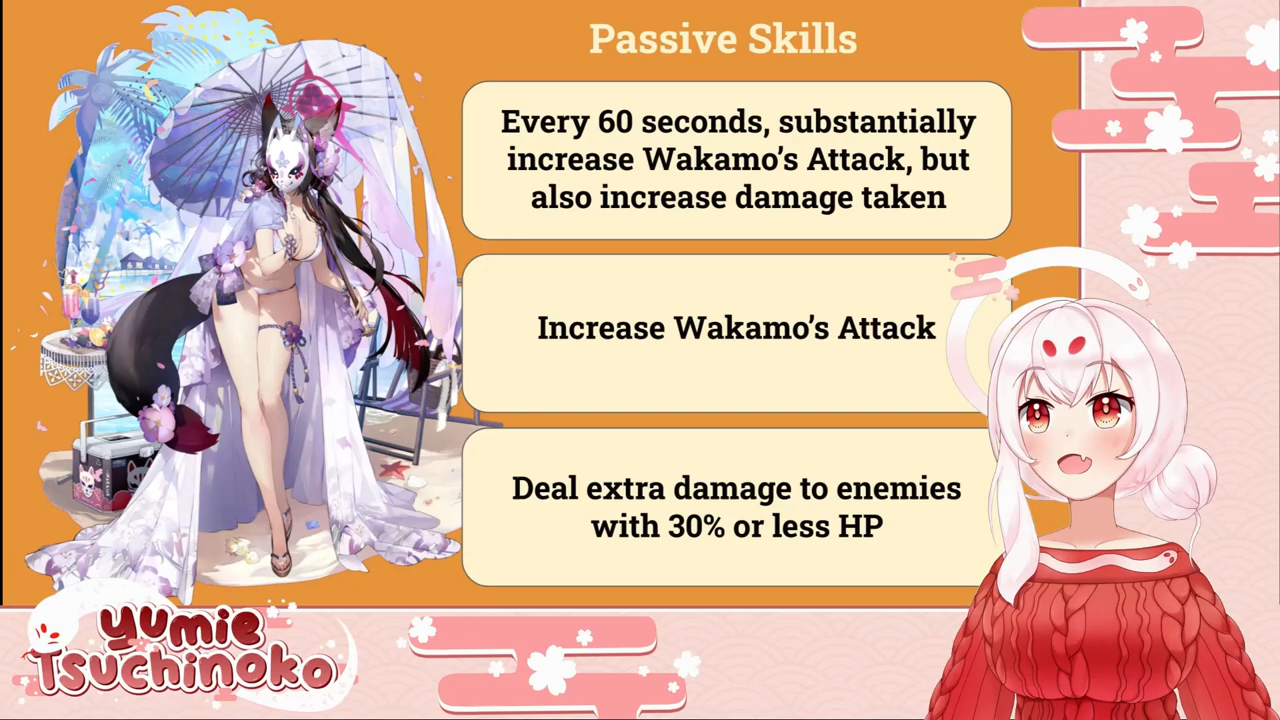 Passive Skills
Every 60 seconds, substantially
increase Wakamo's Attack, but
also increase damage taken
Increase Wakamo's Attack
Deal extra damage to enemies
with 30% or less HP
yumie
Tsuchinoko